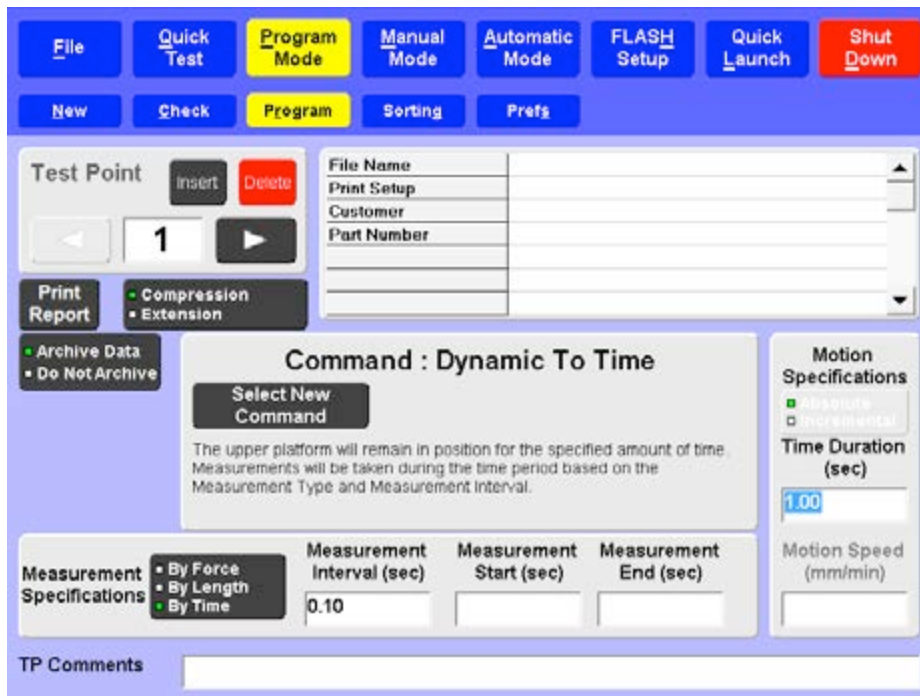 File
Quick Test
Program Mode
Manual Mode
Automatic Mode
FLASH Setup
Quick Launch
Shut Down
New
Check
Program
Sorting
Prefs
Test Point
Insert
Delete
1
File Name
Print Setup
Customer
Part Number
Print Report
Compression
Extension
Archive Data
Do Not Archive
Command : Dynamic To Time
Select New Command
The upper platform will remain in position for the specified amount of time.
Measurements will be taken during the time period based on the
Measurement Type and Measurement Interval.
Motion Specifications
Absolute
Incremental
Time Duration (sec)
1.00
Motion Speed (mm/min)
Measurement Specifications
By Force
By Length
By Time
Measurement Interval (sec)
0.10
Measurement Start (sec)
Measurement End (sec)
TP Comments